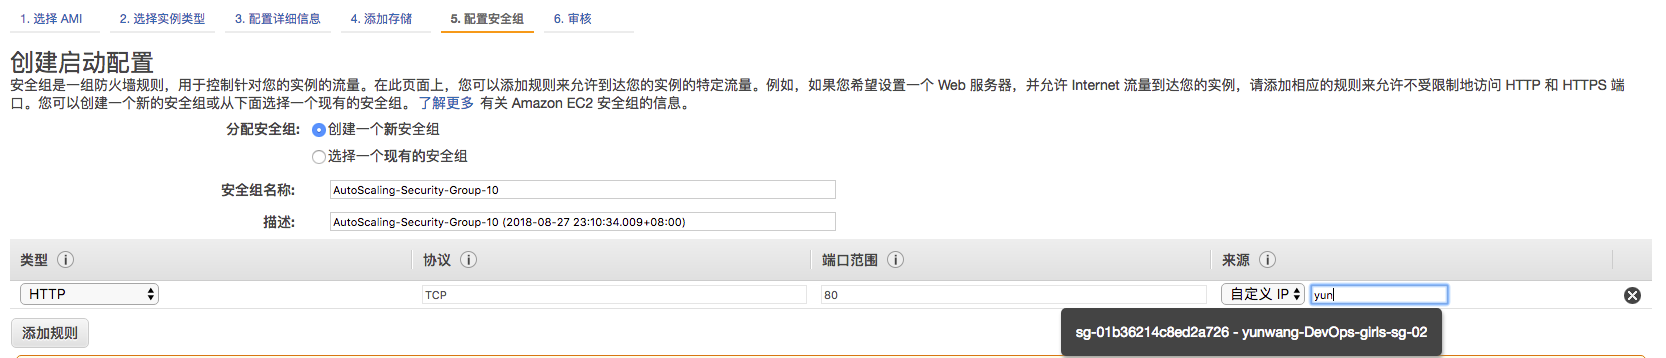 1. 选择 AMI 2. 选择实例类型 3. 配置详细信息 4. 添加存储 5. 配置安全组 6. 审核
创建启动配置
安全组是一组防火墙规则，用于控制针对您的实例的流量。在此页面上，您可以添加规则来允许到达您的实例的特定流量。例如，如果您希望设置一个 Web 服务器，并允许 Internet 流量到达您的实例，请添加相应的规则来允许不受限制地访问 HTTP 和 HTTPS 端
口。您可以创建一个新的安全组或从下面选择一个现有的安全组。 了解更多 有关 Amazon EC2 安全组的信息。
分配安全组: 创建一个新安全组
选择一个现有的安全组
安全组名称: AutoScaling-Security-Group-10
描述: AutoScaling-Security-Group-10 (2018-08-27 23:10:34.009+08:00)
类型 协议 端口范围 来源
HTTP TCP 80 自定义 IP yun
添加规则 sg-01b36214c8ed2a726 - yunwang-DevOps-girls-sg-02